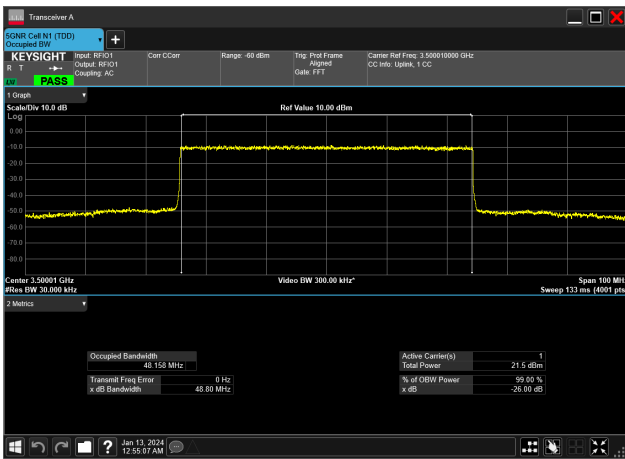 Transceiver A
5GNR Cell N1 (TDD)
Occupied BW
KEYSIGHT
R T
LNI
PASS
Input: RFIO1
Output: RFIO1
Coupling: AC
Corr CCorr
Range: -60 dBm
Trig: Prot Frame
Aligned
Gate: FFT
Carrier Ref Freq: 3.500010000 GHz
CC Info: Uplink, 1 CC
1 Graph
Scale/Div 10.0 dB
Ref Value 10.00 dBm
Log
0.00
-10.0
-20.0
-30.0
-40.0
-50.0
-60.0
-70.0
-80.0
Center 3.50001 GHz
Video BW 300.00 kHz*
Span 100 MHz
#Res BW 30.000 kHz
Sweep 133 ms (4001 pts
2 Metrics
Occupied Bandwidth
48.158 MHz
Transmit Freq Error 0 Hz
x dB Bandwidth 48.80 MHz
Active Carrier(s) 1
Total Power 21.5 dBm
% of OBW Power 99.00 %
x dB -26.00 dB
?
Jan 13, 2024
12:55:07 AM